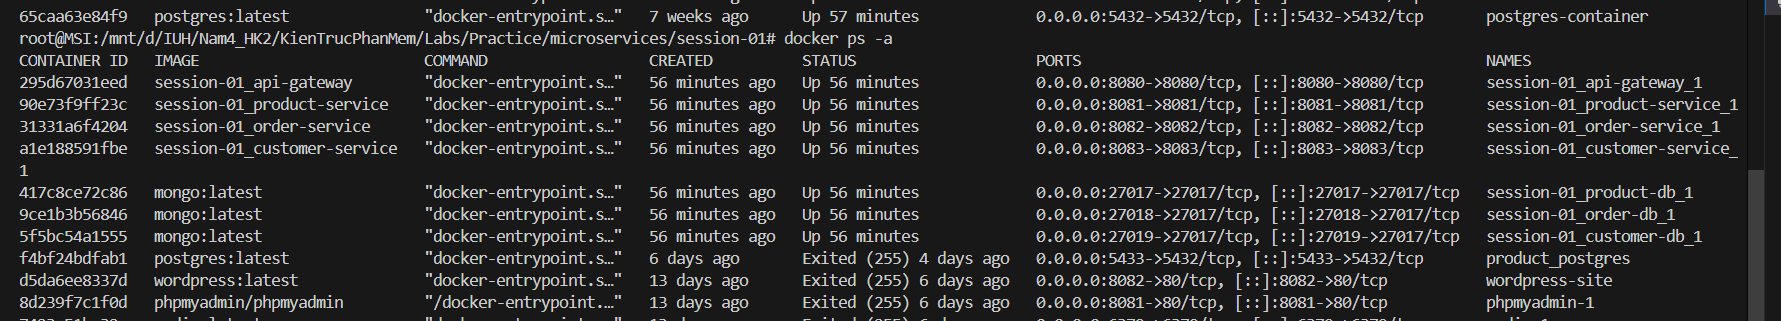 65caa63e84f9   postgres:latest              "docker-entrypoint.s…"   7 weeks ago      Up 57 minutes             0.0.0.0:5432->5432/tcp, [::]:5432->5432/tcp       postgres-container
root@MSI:/mnt/d/IUH/Nam4_HK2/KienTrucPhanMem/Labs/Practice/microservices/session-01# docker ps -a
CONTAINER ID   IMAGE                        COMMAND                  CREATED          STATUS                    PORTS                                             NAMES
295d67031eed   session-01_api-gateway       "docker-entrypoint.s…"   56 minutes ago   Up 56 minutes             0.0.0.0:8080->8080/tcp, [::]:8080->8080/tcp       session-01_api-gateway_1
90e73f9ff23c   session-01_product-service   "docker-entrypoint.s…"   56 minutes ago   Up 56 minutes             0.0.0.0:8081->8081/tcp, [::]:8081->8081/tcp       session-01_product-service_1
31331a6f4204   session-01_order-service     "docker-entrypoint.s…"   56 minutes ago   Up 56 minutes             0.0.0.0:8082->8082/tcp, [::]:8082->8082/tcp       session-01_order-service_1
a1e188591fbe   session-01_customer-service   "docker-entrypoint.s…"   56 minutes ago   Up 56 minutes             0.0.0.0:8083->8083/tcp, [::]:8083->8083/tcp       session-01_customer-service_
1
417c8ce72c86   mongo:latest                 "docker-entrypoint.s…"   56 minutes ago   Up 56 minutes             0.0.0.0:27017->27017/tcp, [::]:27017->27017/tcp   session-01_product-db_1
9ce1b3b56846   mongo:latest                 "docker-entrypoint.s…"   56 minutes ago   Up 56 minutes             0.0.0.0:27018->27017/tcp, [::]:27018->27017/tcp   session-01_order-db_1
5f5bc54a1555   mongo:latest                 "docker-entrypoint.s…"   56 minutes ago   Up 56 minutes             0.0.0.0:27019->27017/tcp, [::]:27019->27017/tcp   session-01_customer-db_1
f4bf24bdfab1   postgres:latest              "docker-entrypoint.s…"   6 days ago       Exited (255) 4 days ago   0.0.0.0:5433->5432/tcp, [::]:5433->5432/tcp       product_postgres
d5da6ee8337d   wordpress:latest             "docker-entrypoint.s…"   13 days ago      Exited (255) 6 days ago   0.0.0.0:8082->80/tcp, [::]:8082->80/tcp           wordpress-site
8d239f7c1f0d   phpmyadmin/phpmyadmin        "/docker-entrypoint.…"   13 days ago      Exited (255) 6 days ago   0.0.0.0:8081->80/tcp, [::]:8081->80/tcp           phpmyadmin-1